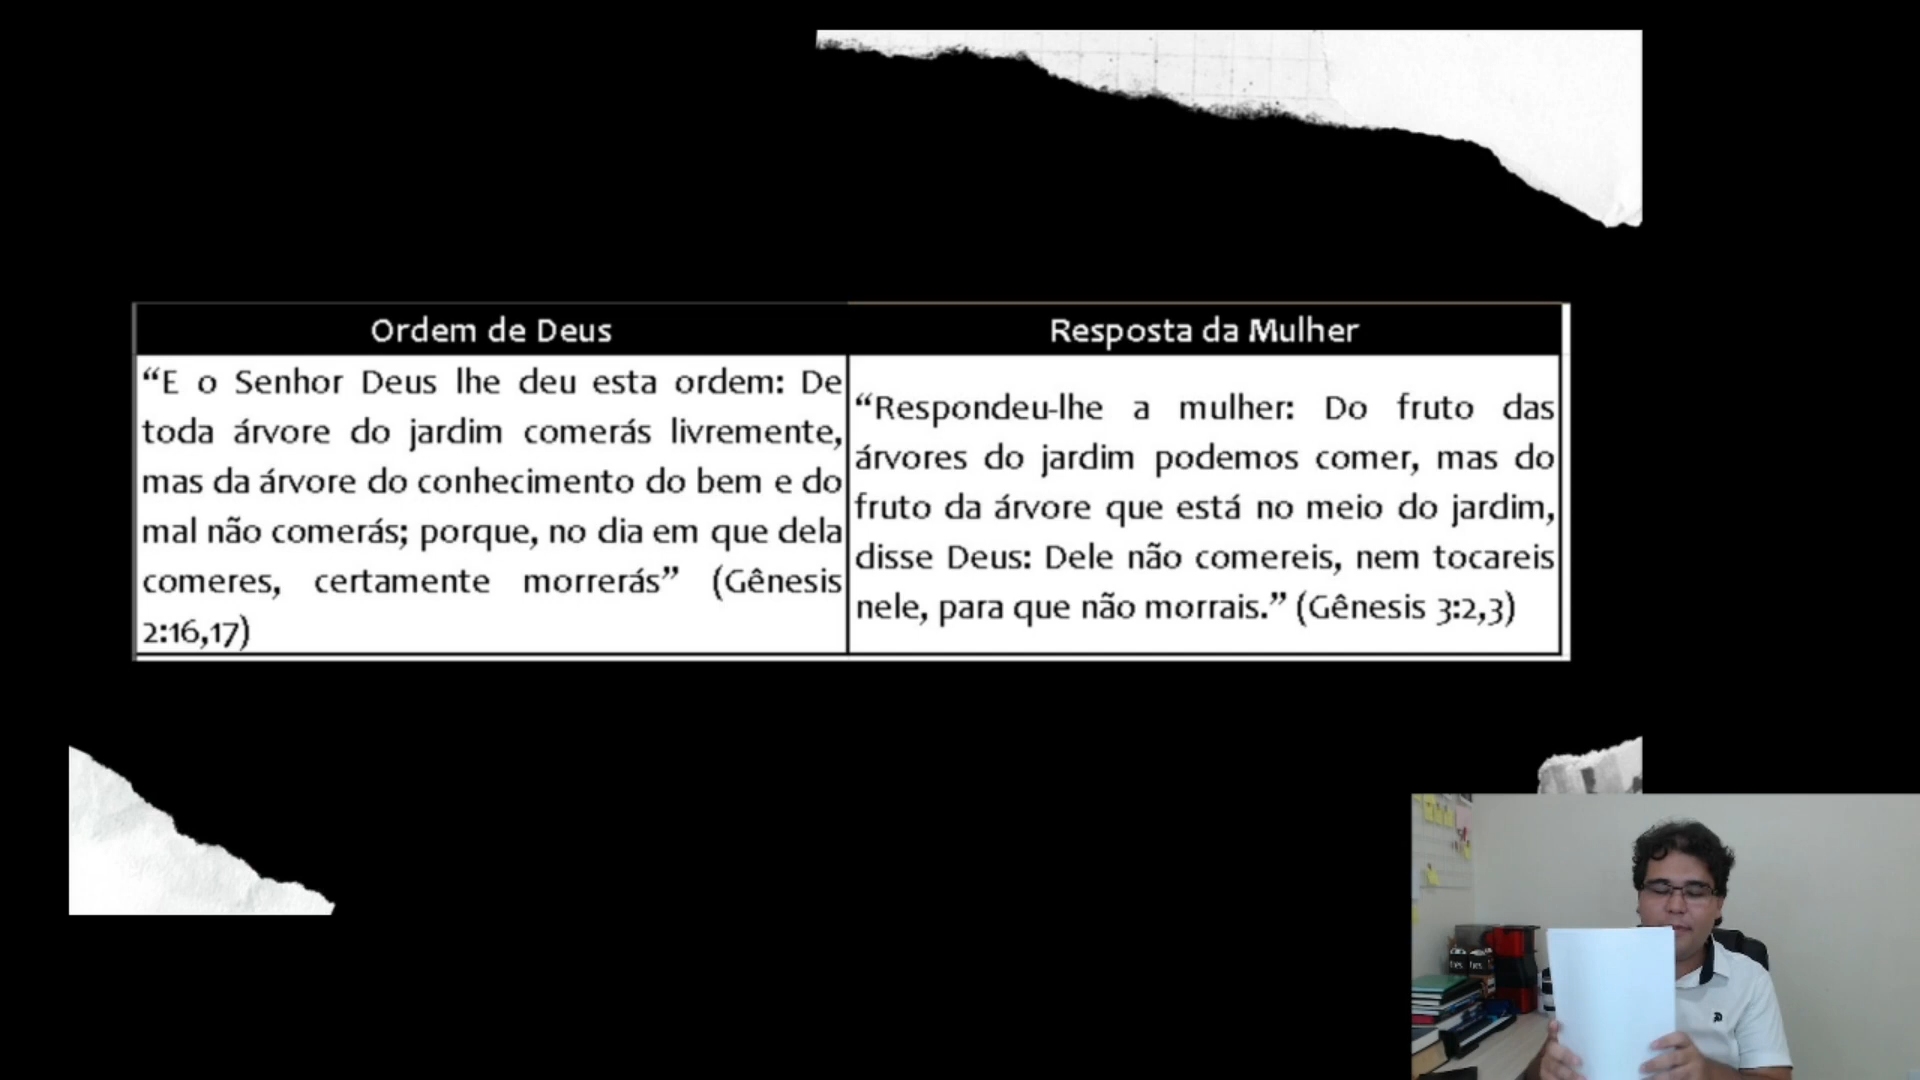 Ordem de Deus
Resposta da Mulher
“E o Senhor Deus lhe deu esta ordem: De
toda árvore do jardim comerás livremente,
mas da árvore do conhecimento do bem e do
mal não comerás; porque, no dia em que dela
comeres, certamente morrerás” (Gênesis
2:16,17)
“Respondeu-lhe a mulher: Do fruto das
árvores do jardim podemos comer, mas do
fruto da árvore que está no meio do jardim,
disse Deus: Dele não comereis, nem tocareis
nele, para que não morrais.” (Gênesis 3:2,3)